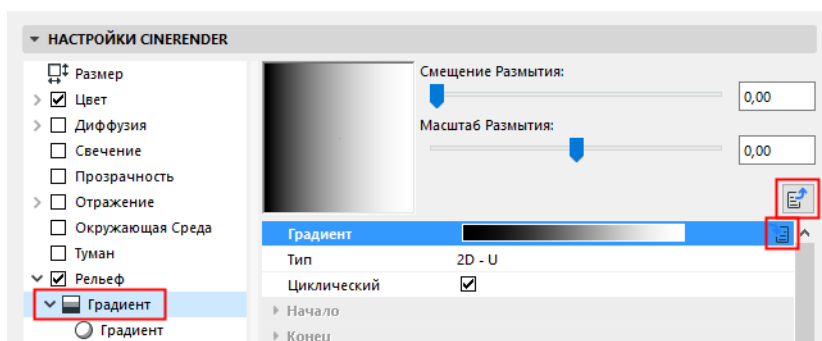 НАСТРОЙКИ CINERENDER
Размер
Цвет
Диффузия
Свечение
Прозрачность
Отражение
Окружающая Среда
Туман
Рельеф
Градиент
Градиент
Смещение Размытия:
0,00
Масштаб Размытия:
0,00
Градиент
Тип 2D - U
Циклический
Начало
Конец